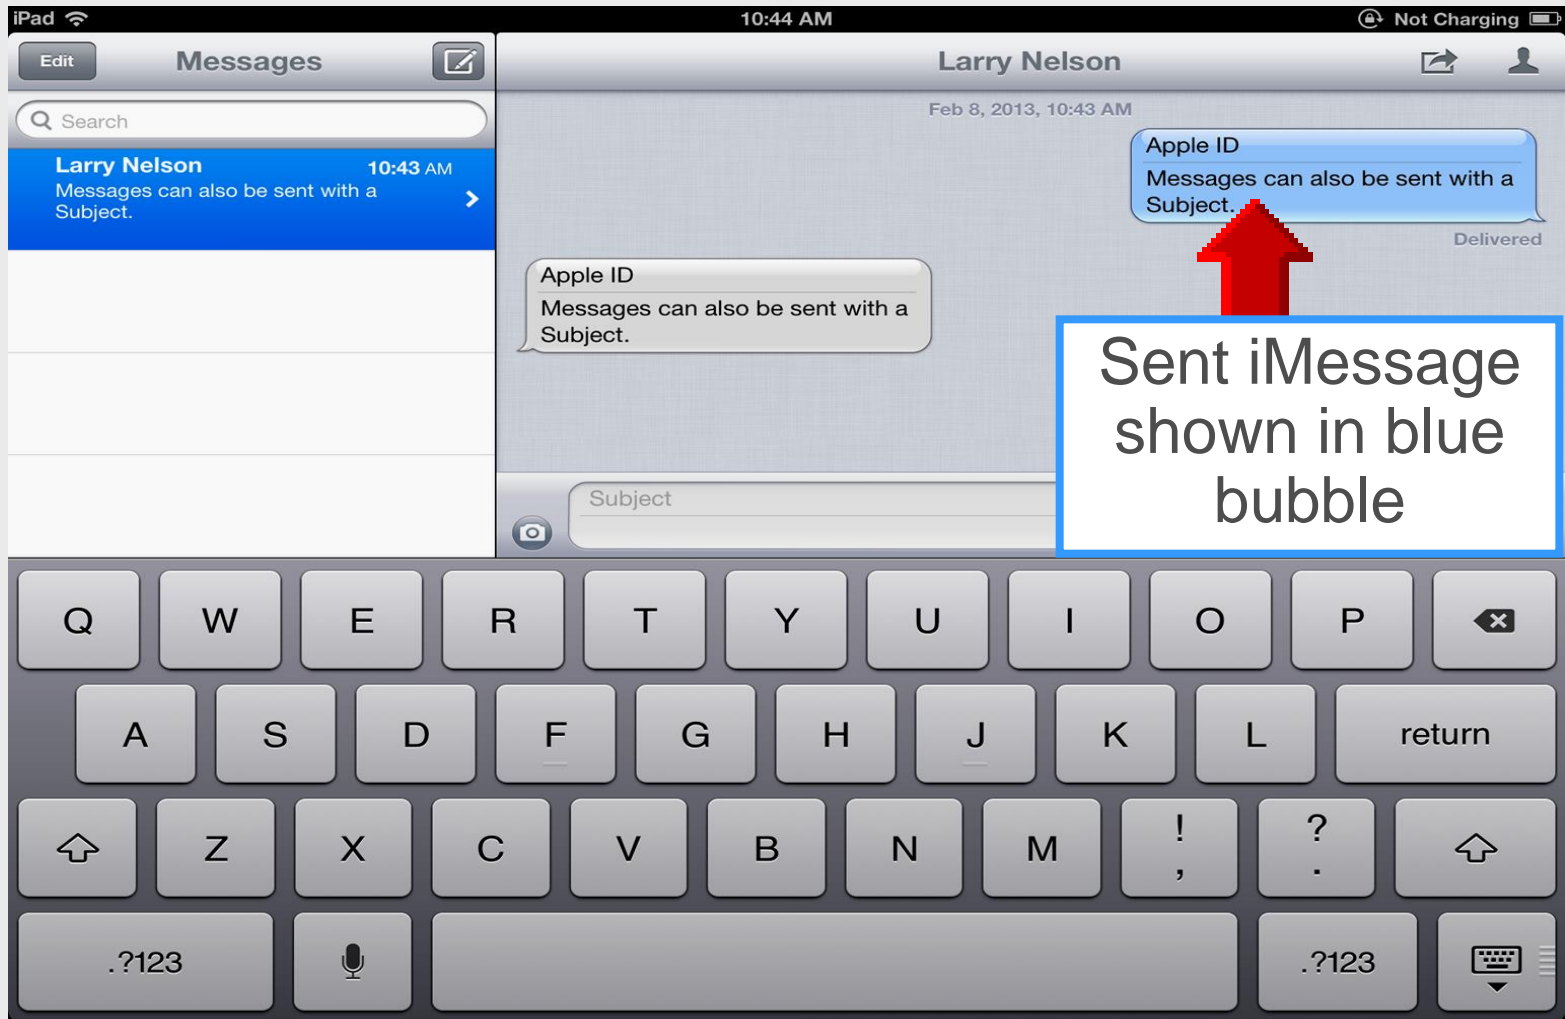 iPad
10:44 AM
Not Charging
Edit
Messages
Larry Nelson
Search
Larry Nelson 10:43 AM
Messages can also be sent with a
Subject.
Feb 8, 2013, 10:43 AM
Apple ID
Messages can also be sent with a
Subject.
Delivered
Apple ID
Messages can also be sent with a
Subject.
Sent iMessage
shown in blue
bubble
Subject
Q W E R T Y U I O P
A S D F G H J K L return
Z X C V B N M ! , ? .
.?123 .?123